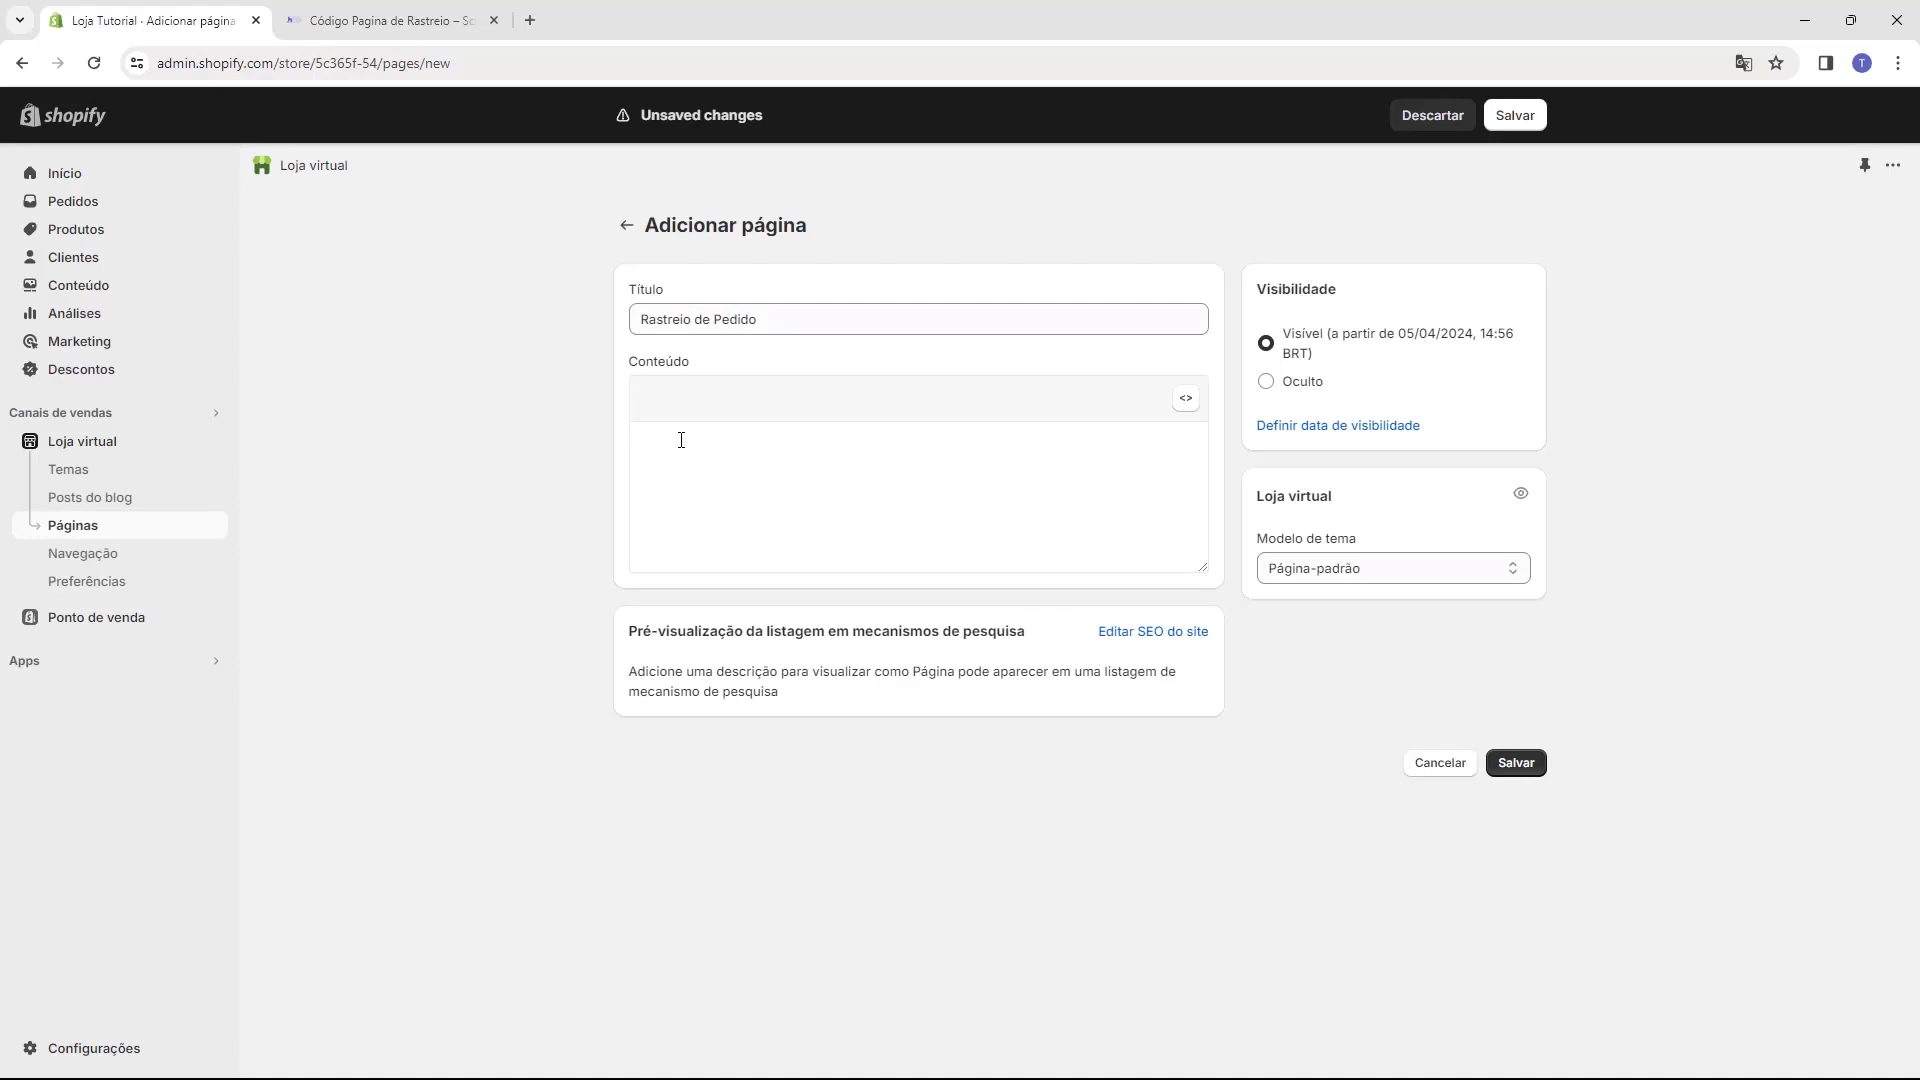 Loja Tutorial · Adicionar página
Código Pagina de Rastreio – Sc
admin.shopify.com/store/5c365f-54/pages/new
T
shopify
Unsaved changes
Descartar
Salvar
Início
Pedidos
Produtos
Clientes
Conteúdo
Análises
Marketing
Descontos
Canais de vendas
Loja virtual
Temas
Posts do blog
Páginas
Navegação
Preferências
Ponto de venda
Apps
Configurações
Loja virtual
Adicionar página
Título
Rastreio de Pedido
Conteúdo
<>
Pré-visualização da listagem em mecanismos de pesquisa
Editar SEO do site
Adicione uma descrição para visualizar como Página pode aparecer em uma listagem de
mecanismo de pesquisa
Visibilidade
Visível (a partir de 05/04/2024, 14:56
BRT)
Oculto
Definir data de visibilidade
Loja virtual
Modelo de tema
Página-padrão
Cancelar
Salvar